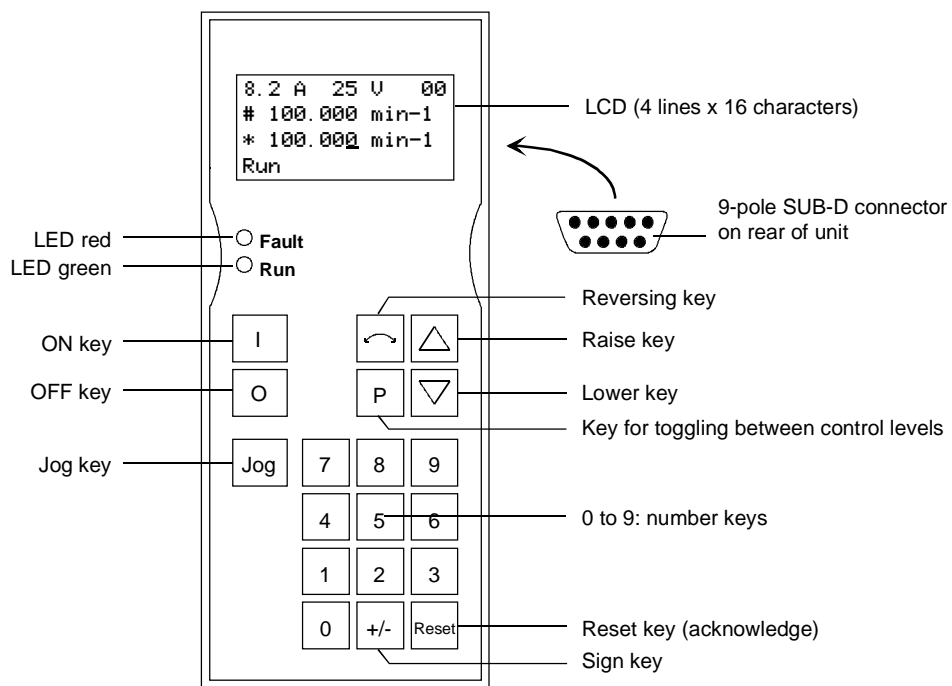 8.2 A 25 V 00
# 100.000 min-1
* 100.000 min-1
Run
LCD (4 lines x 16 characters)
9-pole SUB-D connector
on rear of unit
LED red
Fault
LED green
Run
Reversing key
ON key
I
Raise key
OFF key
O
P
Lower key
Key for toggling between control levels
Jog key
Jog
7
8
9
4
5
6
0 to 9: number keys
1
2
3
0
+/-
Reset
Reset key (acknowledge)
Sign key